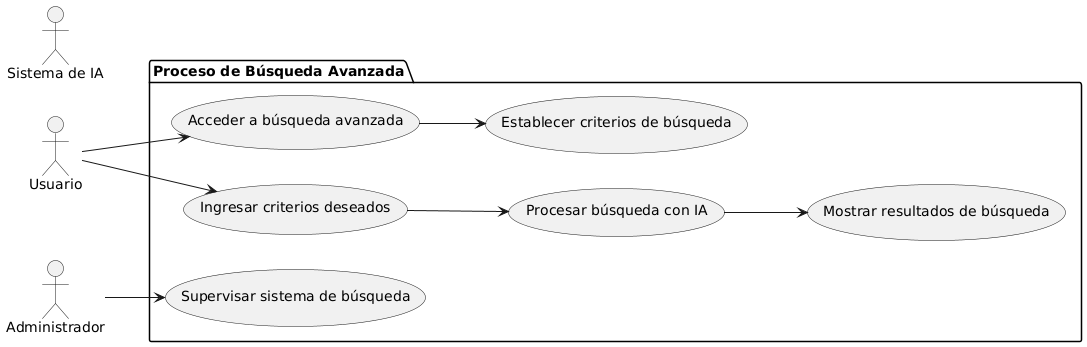 Sistema de IA
Proceso de Búsqueda Avanzada
Acceder a búsqueda avanzada
Establecer criterios de búsqueda
Usuario
Ingresar criterios deseados
Procesar búsqueda con IA
Mostrar resultados de búsqueda
Supervisar sistema de búsqueda
Administrador